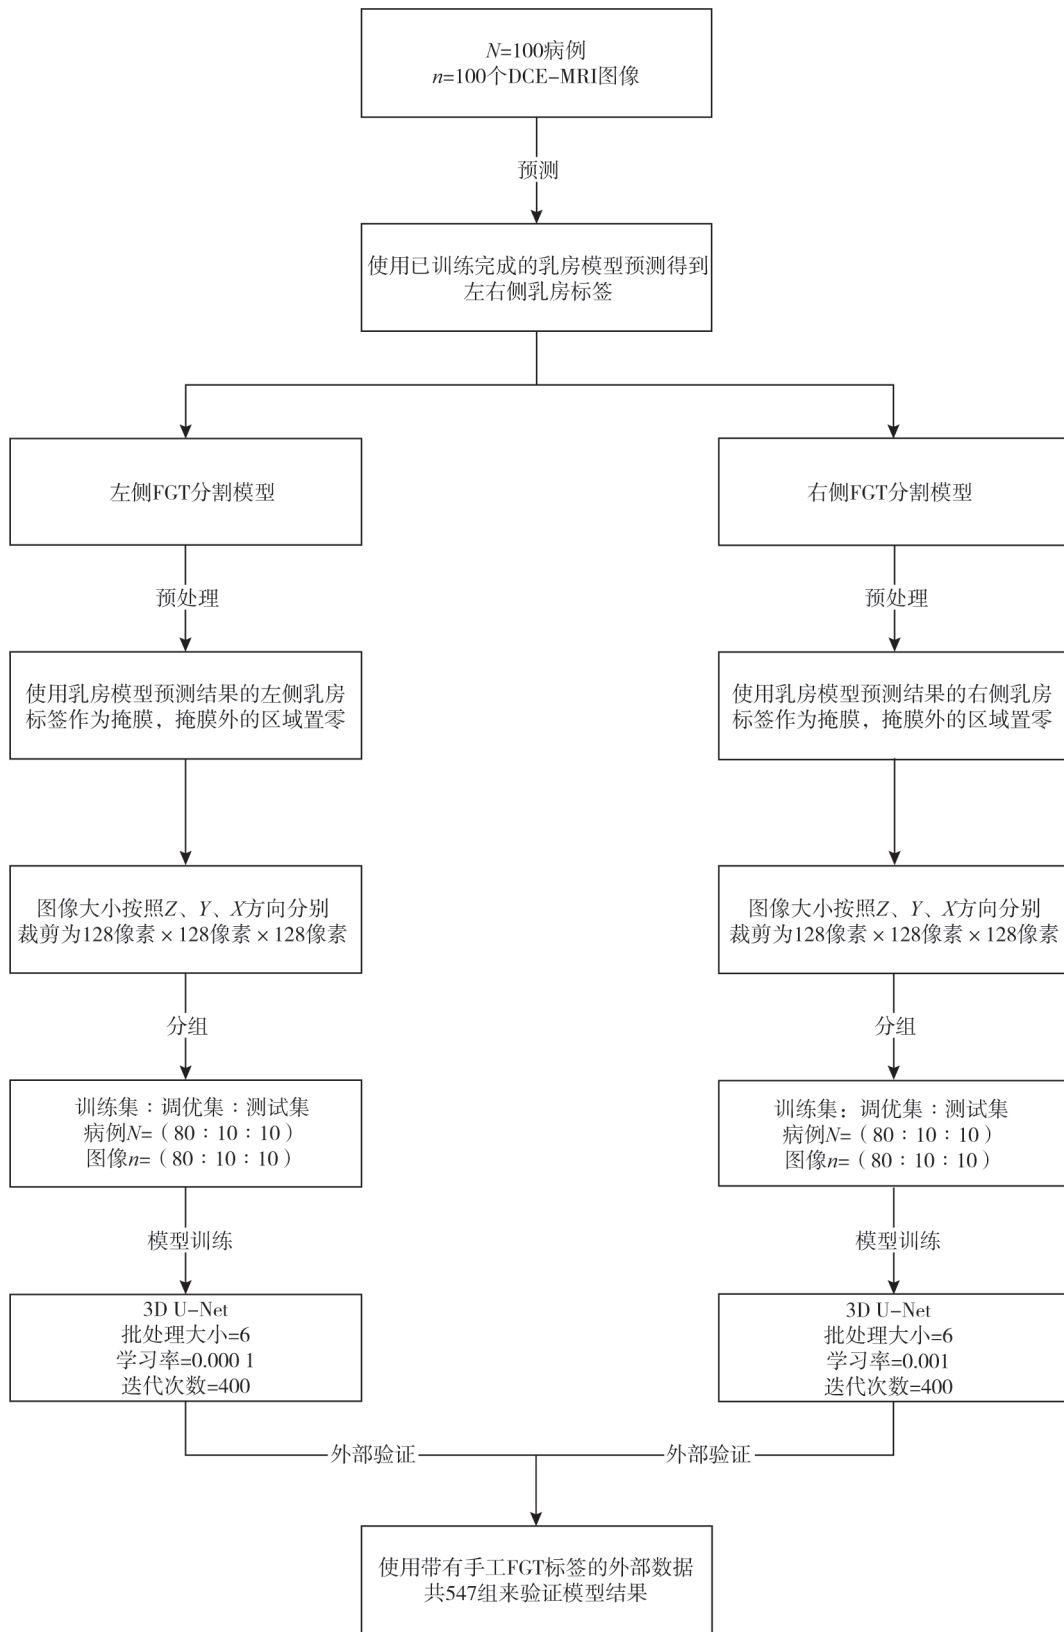 N=100病例
n=100个DCE-MRI图像
预测
使用已训练完成的乳房模型预测得到
左右侧乳房标签
左侧FGT分割模型
右侧FGT分割模型
预处理
预处理
使用乳房模型预测结果的左侧乳房
标签作为掩膜，掩膜外的区域置零
使用乳房模型预测结果的右侧乳房
标签作为掩膜，掩膜外的区域置零
图像大小按照Z、Y、X方向分别
裁剪为128像素×128像素×128像素
图像大小按照Z、Y、X方向分别
裁剪为128像素×128像素×128像素
分组
分组
训练集：调优集：测试集
病例N=（80：10：10）
图像n=（80：10：10）
训练集：调优集：测试集
病例N=（80：10：10）
图像n=（80：10：10）
模型训练
模型训练
3D U-Net
批处理大小=6
学习率=0.000 1
迭代次数=400
3D U-Net
批处理大小=6
学习率=0.001
迭代次数=400
外部验证
外部验证
使用带有手工FGT标签的外部数据
共547组来验证模型结果